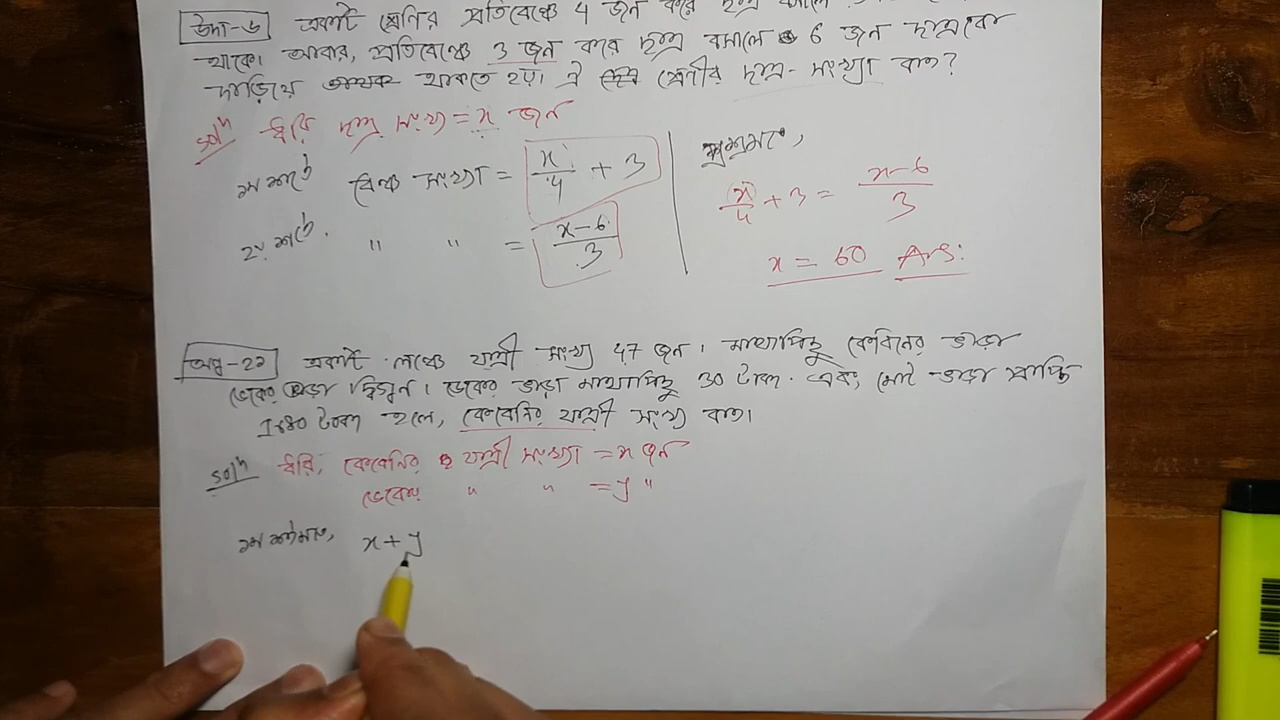 উদা-৬ একটি শ্রেণির প্রতিবেঞ্চে 4 জন করে ছাত্র বসালে
থাকে। আবার, প্রতিবেঞ্চে 3 জন করে ছাত্র বসালে 6 জন ছাত্রকে
দাড়িয়ে থাকতে হয়। ঐ শ্রেণীর ছাত্র-সংখ্যা কত?
solⁿ ধরি ছাত্র সংখ্যা = x জন
১ম শর্তে বেঞ্চ সংখ্যা = x/4 + 3
২য় শর্তে " " = (x-6)/3
প্রশ্নমতে,
x/4 + 3 = (x-6)/3
x = 60 Ans:
অনু-২২ একটি লঞ্চে যাত্রী সংখ্যা 47 জন। মাথাপিছু কেবিনের ভাড়া
ডেকের ভাড়া দ্বিগুন। ডেকের ভাড়া মাথাপিছু 30 টাকা এবং মোট ভাড়া প্রাপ্তি
1680 টাকা হলে, কেবিনের যাত্রী সংখ্যা কত।
solⁿ ধরি, কেবিনের যাত্রী সংখ্যা = x জন
ডেকের " " = y "
১ম শর্তমতে, x + y